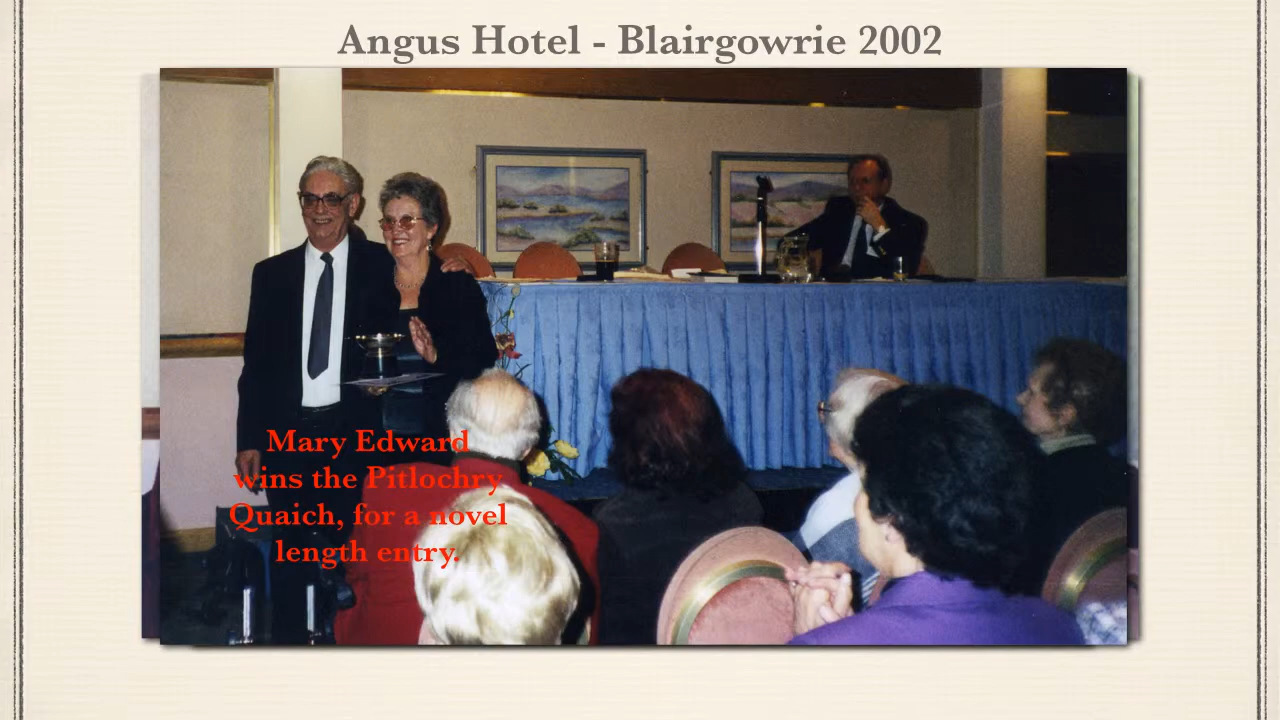 Angus Hotel - Blairgowrie 2002
Mary Edward
wins the Pitlochry
Quaich, for a novel
length entry.